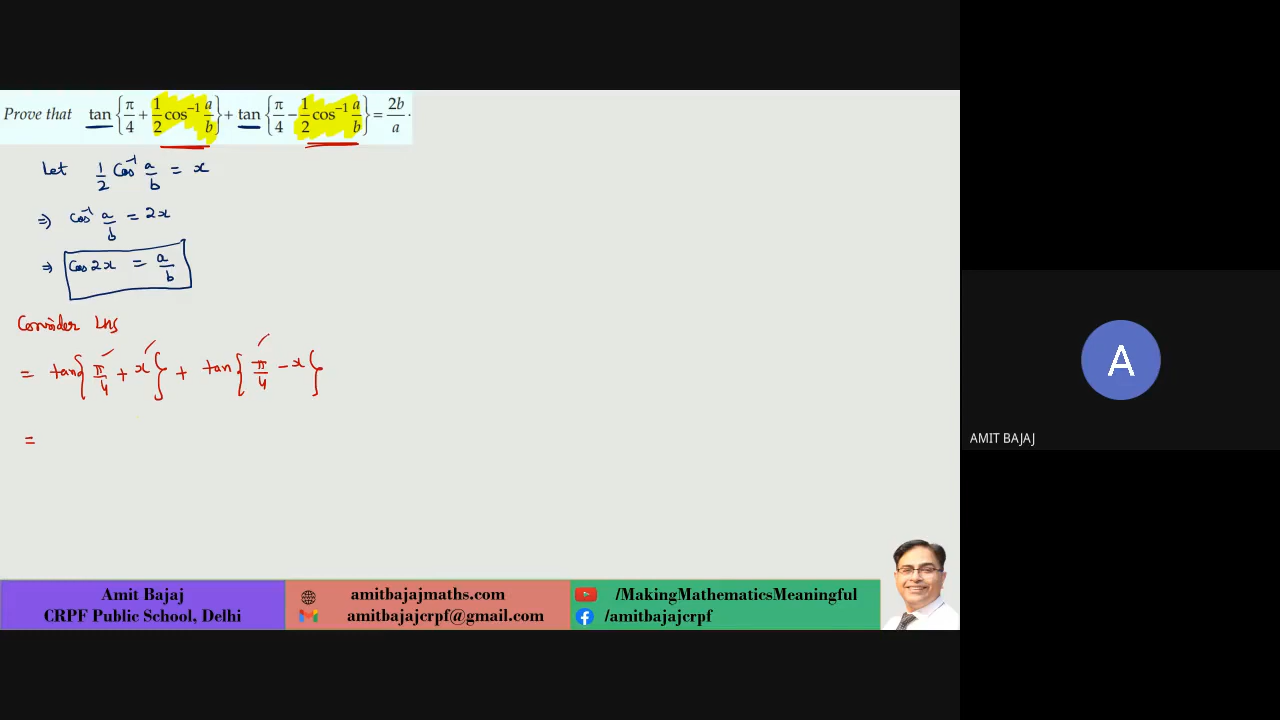 Prove that tan {π/4 + 1/2 cos⁻¹ a/b} + tan {π/4 − 1/2 cos⁻¹ a/b} = 2b/a.
Let 1/2 Cos⁻¹ a/b = x
⇒ Cos⁻¹ a/b = 2x
⇒ Cos 2x = a/b
Consider LHS
= tan{π/4 + x} + tan{π/4 − x}
=
A
AMIT BAJAJ
Amit Bajaj
CRPF Public School, Delhi
amitbajajmaths.com
amitbajajcrpf@gmail.com
/MakingMathematicsMeaningful
/amitbajajcrpf